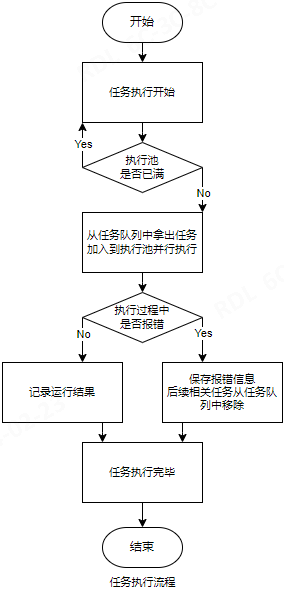 开始
任务执行开始
Yes
执行池
是否已满
No
从任务队列中拿出任务
加入到执行池并行执行
执行过程中
是否报错
No
Yes
记录运行结果
保存报错信息
后续相关任务从任务队
列中移除
任务执行完毕
结束
任务执行流程